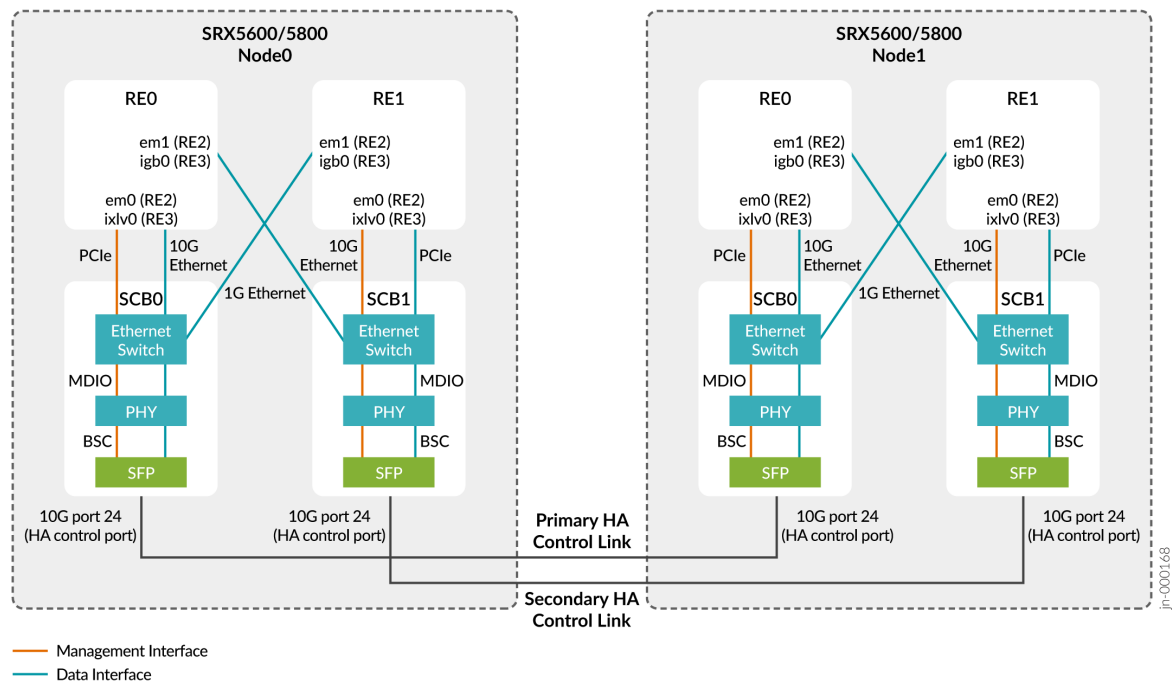 SRX5600/5800
Node0
RE0
em1 (RE2)
igb0 (RE3)
em0 (RE2)
ixlv0 (RE3)
RE1
em1 (RE2)
igb0 (RE3)
em0 (RE2)
ixlv0 (RE3)
PCIe
10G
Ethernet
10G
Ethernet
PCIe
1G Ethernet
SCB0
Ethernet
Switch
MDIO
PHY
BSC
SFP
SCB1
Ethernet
Switch
MDIO
PHY
BSC
SFP
10G port 24
(HA control port)
10G port 24
(HA control port)
SRX5600/5800
Node1
RE0
em1 (RE2)
igb0 (RE3)
em0 (RE2)
ixlv0 (RE3)
RE1
em1 (RE2)
igb0 (RE3)
em0 (RE2)
ixlv0 (RE3)
PCIe
10G
Ethernet
10G
Ethernet
PCIe
1G Ethernet
SCB0
Ethernet
Switch
MDIO
PHY
BSC
SFP
SCB1
Ethernet
Switch
MDIO
PHY
BSC
SFP
10G port 24
(HA control port)
10G port 24
(HA control port)
Primary HA
Control Link
Secondary HA
Control Link
Management Interface
Data Interface
jn-000168